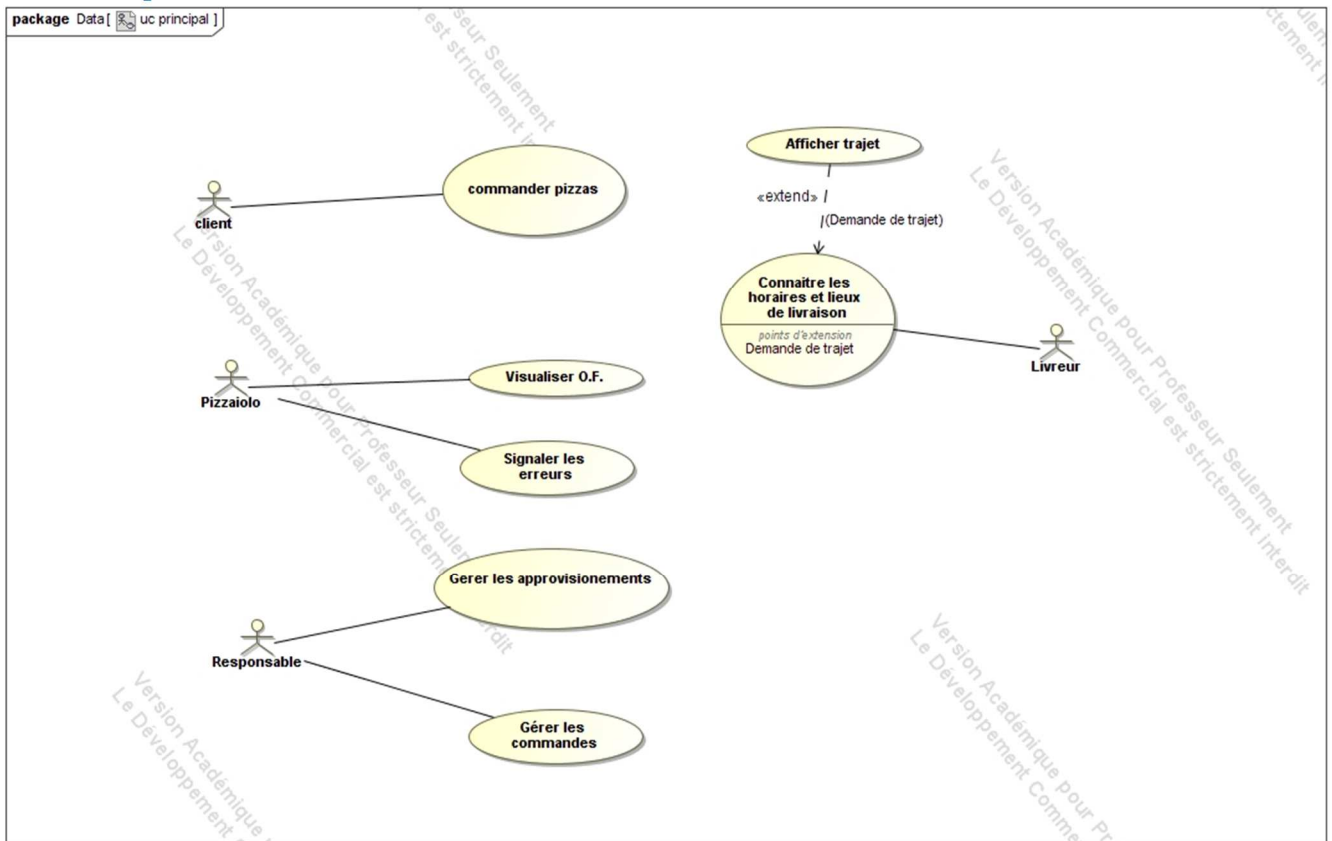 package Data [ uc principal ]
commander pizzas
client
Afficher trajet
«extend»
(Demande de trajet)
Connaitre les
horaires et lieux
de livraison
points d'extension
Demande de trajet
Livreur
Pizzaiolo
Visualiser O.F.
Signaler les
erreurs
Gerer les approvisionements
Responsable
Gérer les
commandes
Version Académique pour Professeur Seulement
Le Développement Commercial est strictement interdit